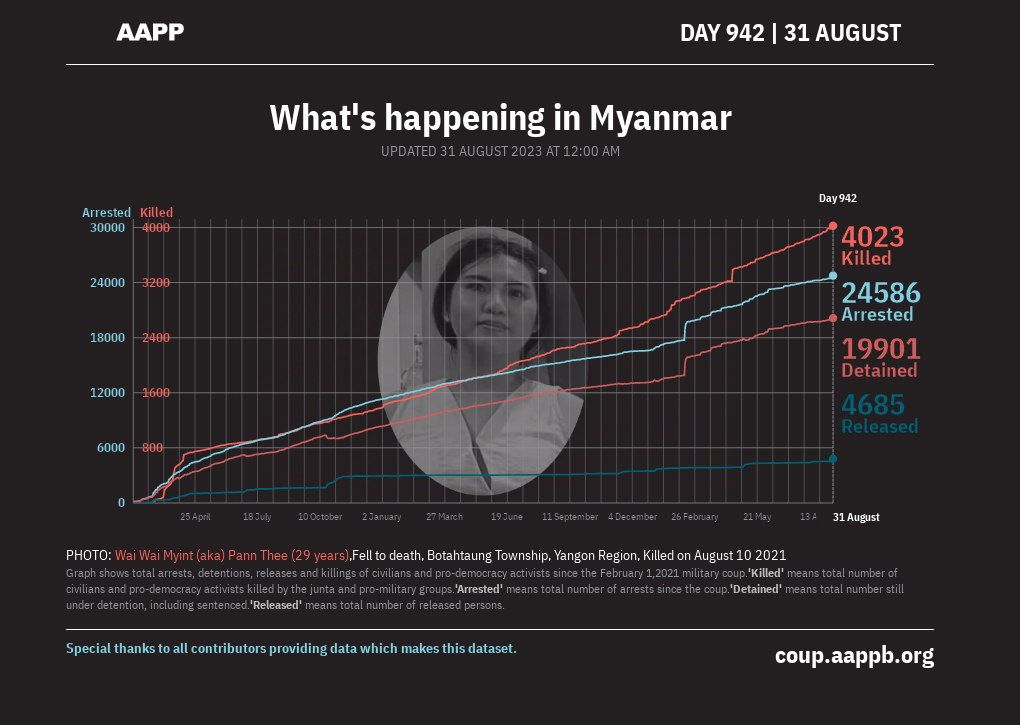 AAPP
DAY 942 | 31 AUGUST
What's happening in Myanmar
UPDATED 31 AUGUST 2023 AT 12:00 AM
Day 942
Arrested Killed
30000 4000
24000 3200
18000 2400
12000 1600
6000 800
0
4023
Killed
24586
Arrested
19901
Detained
4685
Released
25 April 18 July 10 October 2 January 27 March 19 June 11 September 4 December 26 February 21 May 13 A 31 August
PHOTO: Wai Wai Myint (aka) Pann Thee (29 years),Fell to death, Botahtaung Township, Yangon Region, Killed on August 10 2021
Graph shows total arrests, detentions, releases and killings of civilians and pro-democracy activists since the February 1,2021 military coup.'Killed' means total number of
civilians and pro-democracy activists killed by the junta and pro-military groups.'Arrested' means total number of arrests since the coup.'Detained' means total number still
under detention, including sentenced.'Released' means total number of released persons.
Special thanks to all contributors providing data which makes this dataset.
coup.aappb.org